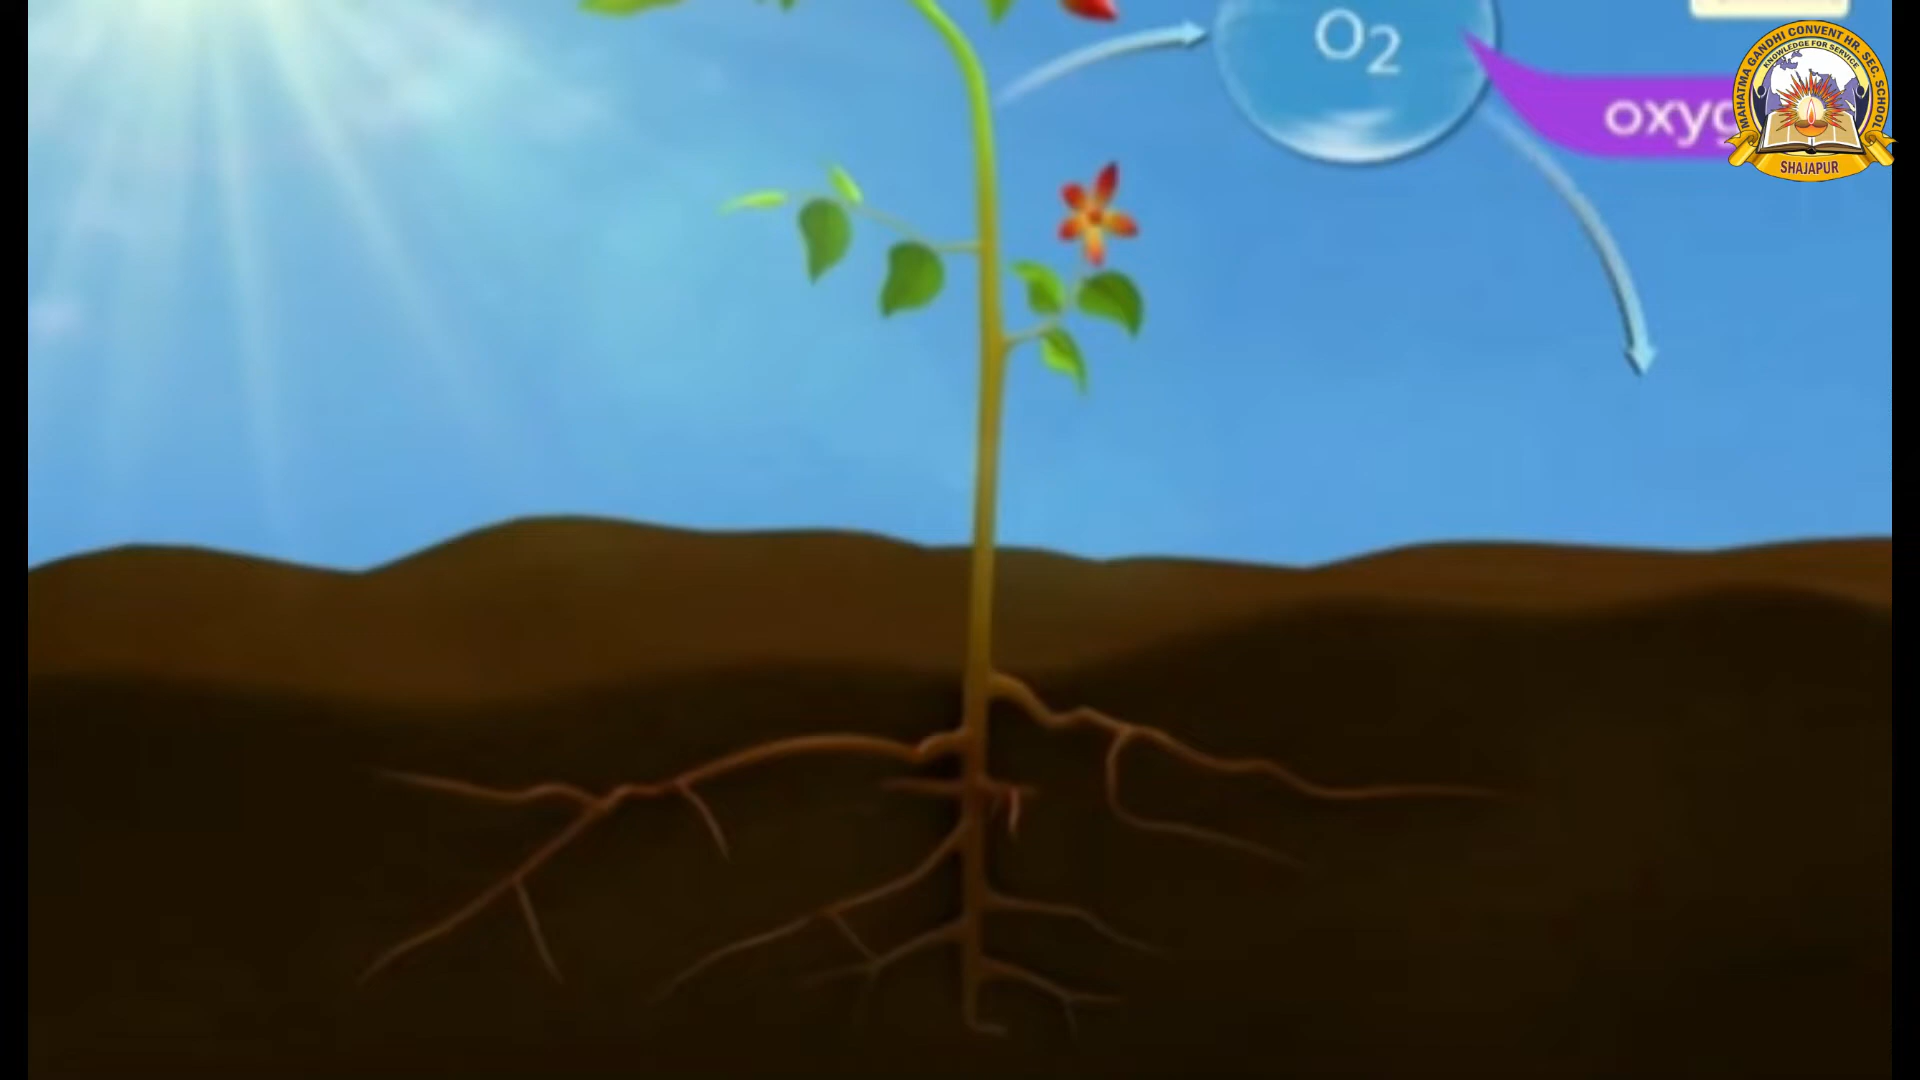 O2
oxyg
MAHATMA GANDHI CONVENT HR. SEC. SCHOOL
KNOWLEDGE FOR SERVICE
SHAJAPUR